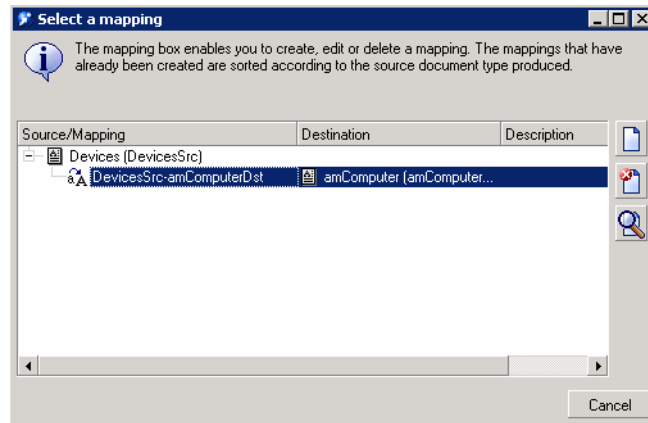 Select a mapping
The mapping box enables you to create, edit or delete a mapping. The mappings that have
already been created are sorted according to the source document type produced.
Source/Mapping Destination Description
Devices (DevicesSrc)
DevicesSrc-amComputerDst amComputer (amComputer...
Cancel